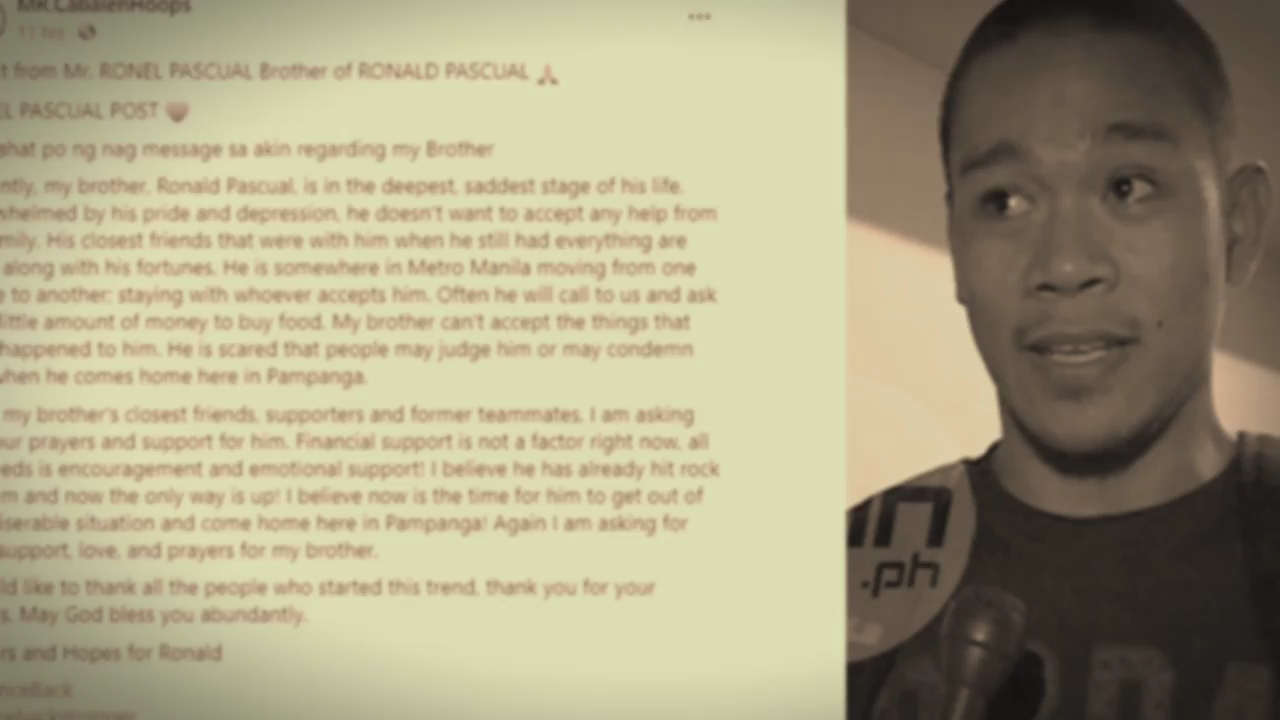 MR.CabalenHoops
11 hrs
t from Mr. RONEL PASCUAL Brother of RONALD PASCUAL 🙏
EL PASCUAL POST
ahat po ng nag message sa akin regarding my Brother
ntly, my brother, Ronald Pascual, is in the deepest, saddest stage of his life.
whelmed by his pride and depression, he doesn't want to accept any help from
mily. His closest friends that were with him when he still had everything are
along with his fortunes. He is somewhere in Metro Manila moving from one
e to another; staying with whoever accepts him. Often he will call to us and ask
little amount of money to buy food. My brother can't accept the things that
happened to him. He is scared that people may judge him or may condemn
when he comes home here in Pampanga.
my brother's closest friends, supporters and former teammates, I am asking
our prayers and support for him. Financial support is not a factor right now, all
eds is encouragement and emotional support! I believe he has already hit rock
m and now the only way is up! I believe now is the time for him to get out of
iserable situation and come home here in Pampanga! Again I am asking for
support, love, and prayers for my brother.
ld like to thank all the people who started this trend, thank you for your
s. May God bless you abundantly.
rs and Hopes for Ronald
in
.ph